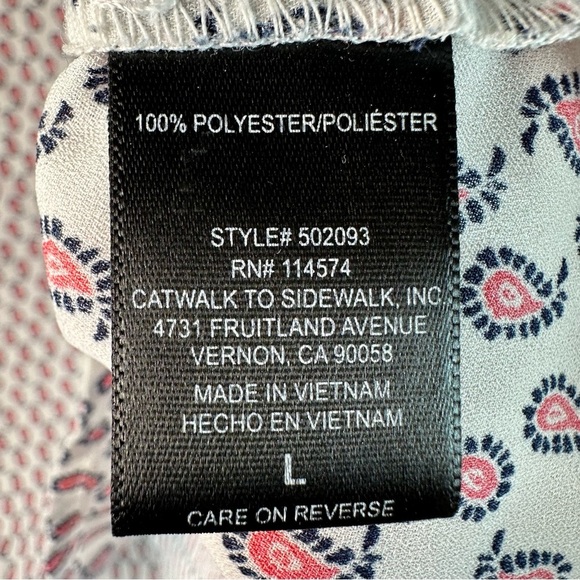 100% POLYESTER/POLIÉSTER
STYLE# 502093
RN# 114574
CATWALK TO SIDEWALK, INC
4731 FRUITLAND AVENUE
VERNON, CA 90058
MADE IN VIETNAM
HECHO EN VIETNAM
L
CARE ON REVERSE